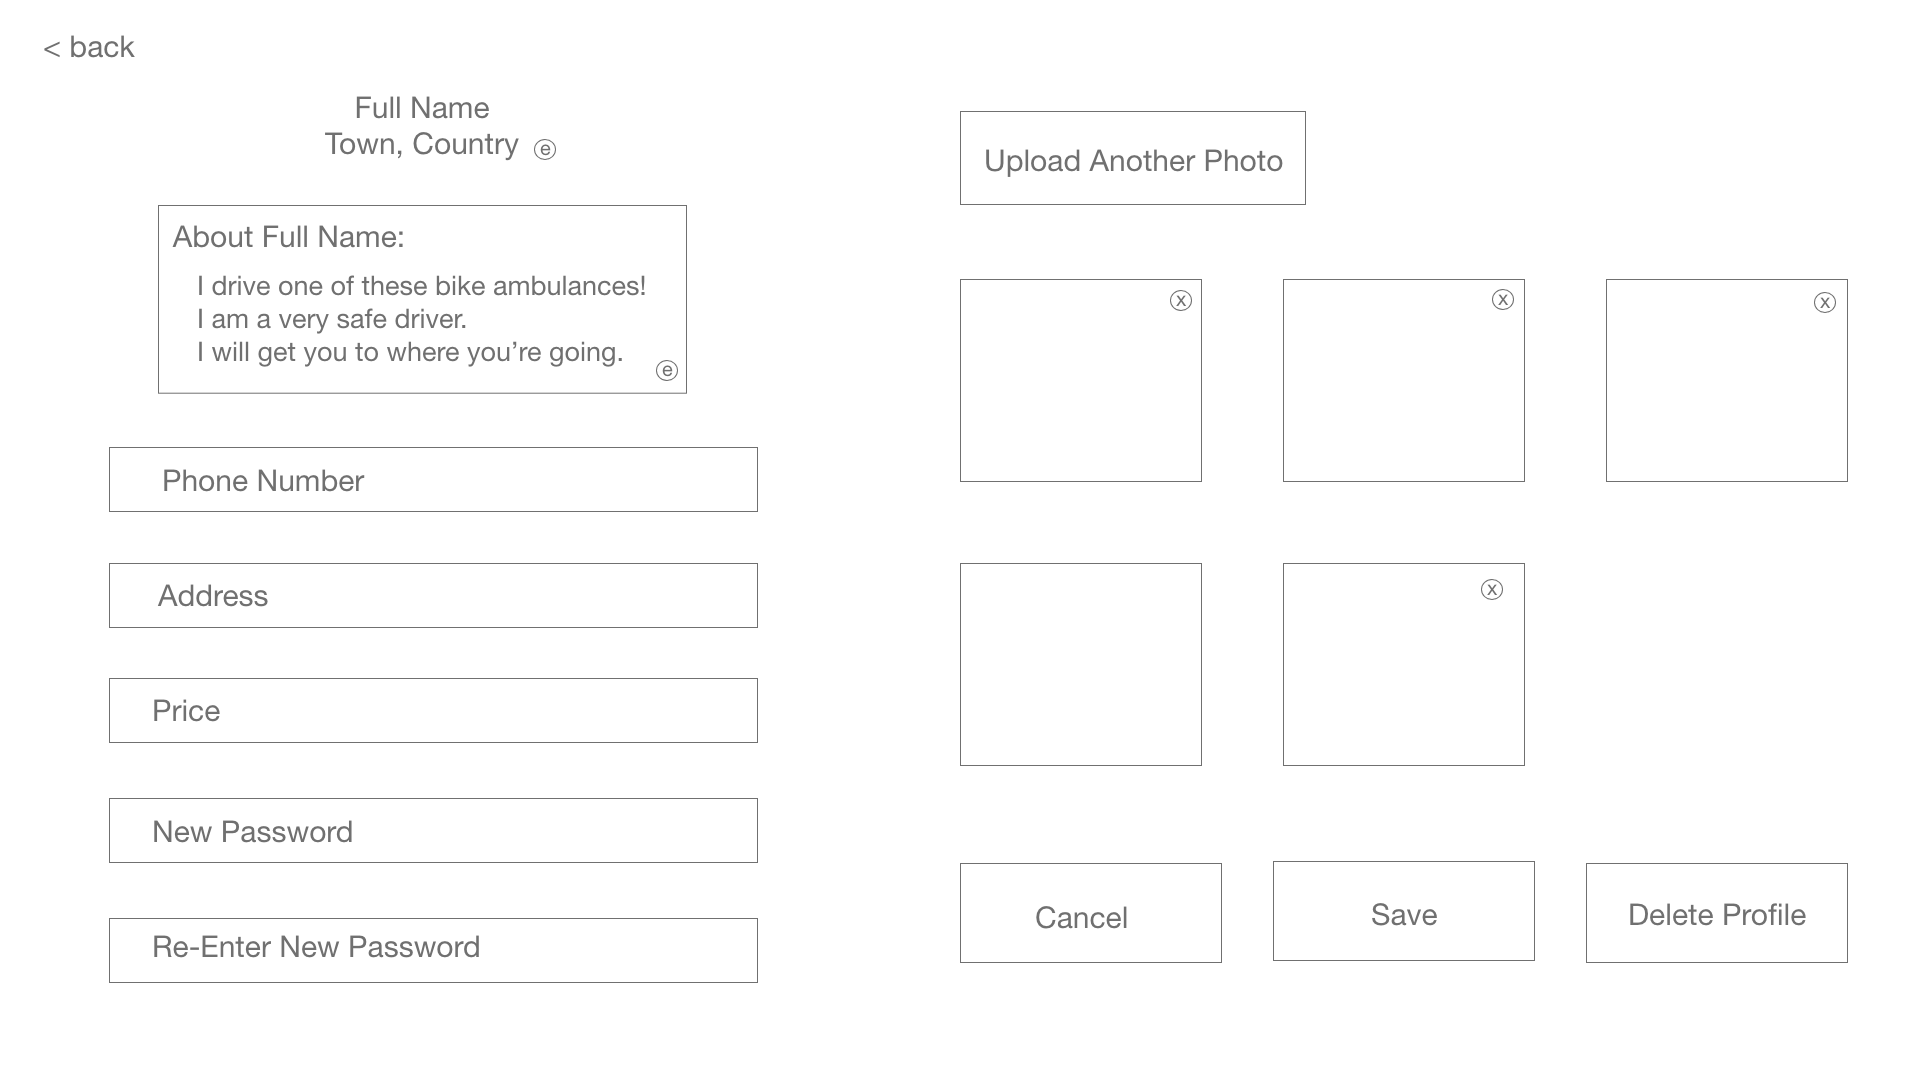 < back
Full Name
Town, Country ⓔ
About Full Name:
I drive one of these bike ambulances!
I am a very safe driver.
I will get you to where you’re going.
ⓔ
Phone Number
Address
Price
New Password
Re-Enter New Password
Upload Another Photo
ⓧ ⓧ ⓧ
ⓧ
Cancel
Save
Delete Profile